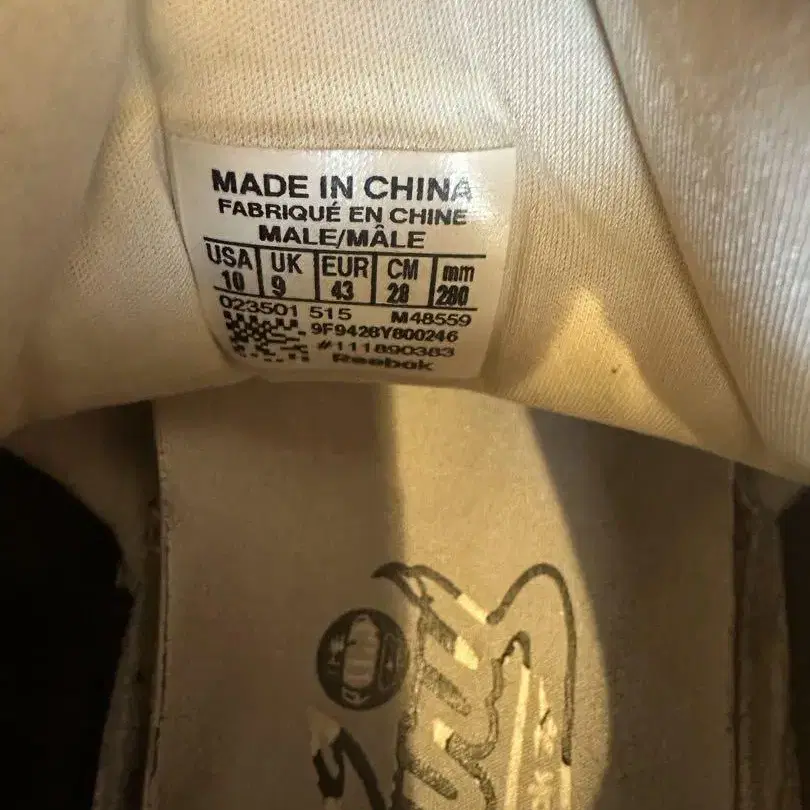 MADE IN CHINA
FABRIQUÉ EN CHINE
MALE/MÂLE
USA UK EUR CM mm
10 9 43 28 280
023501 515 M48559
9F9428Y800246
#111890383
Reebok